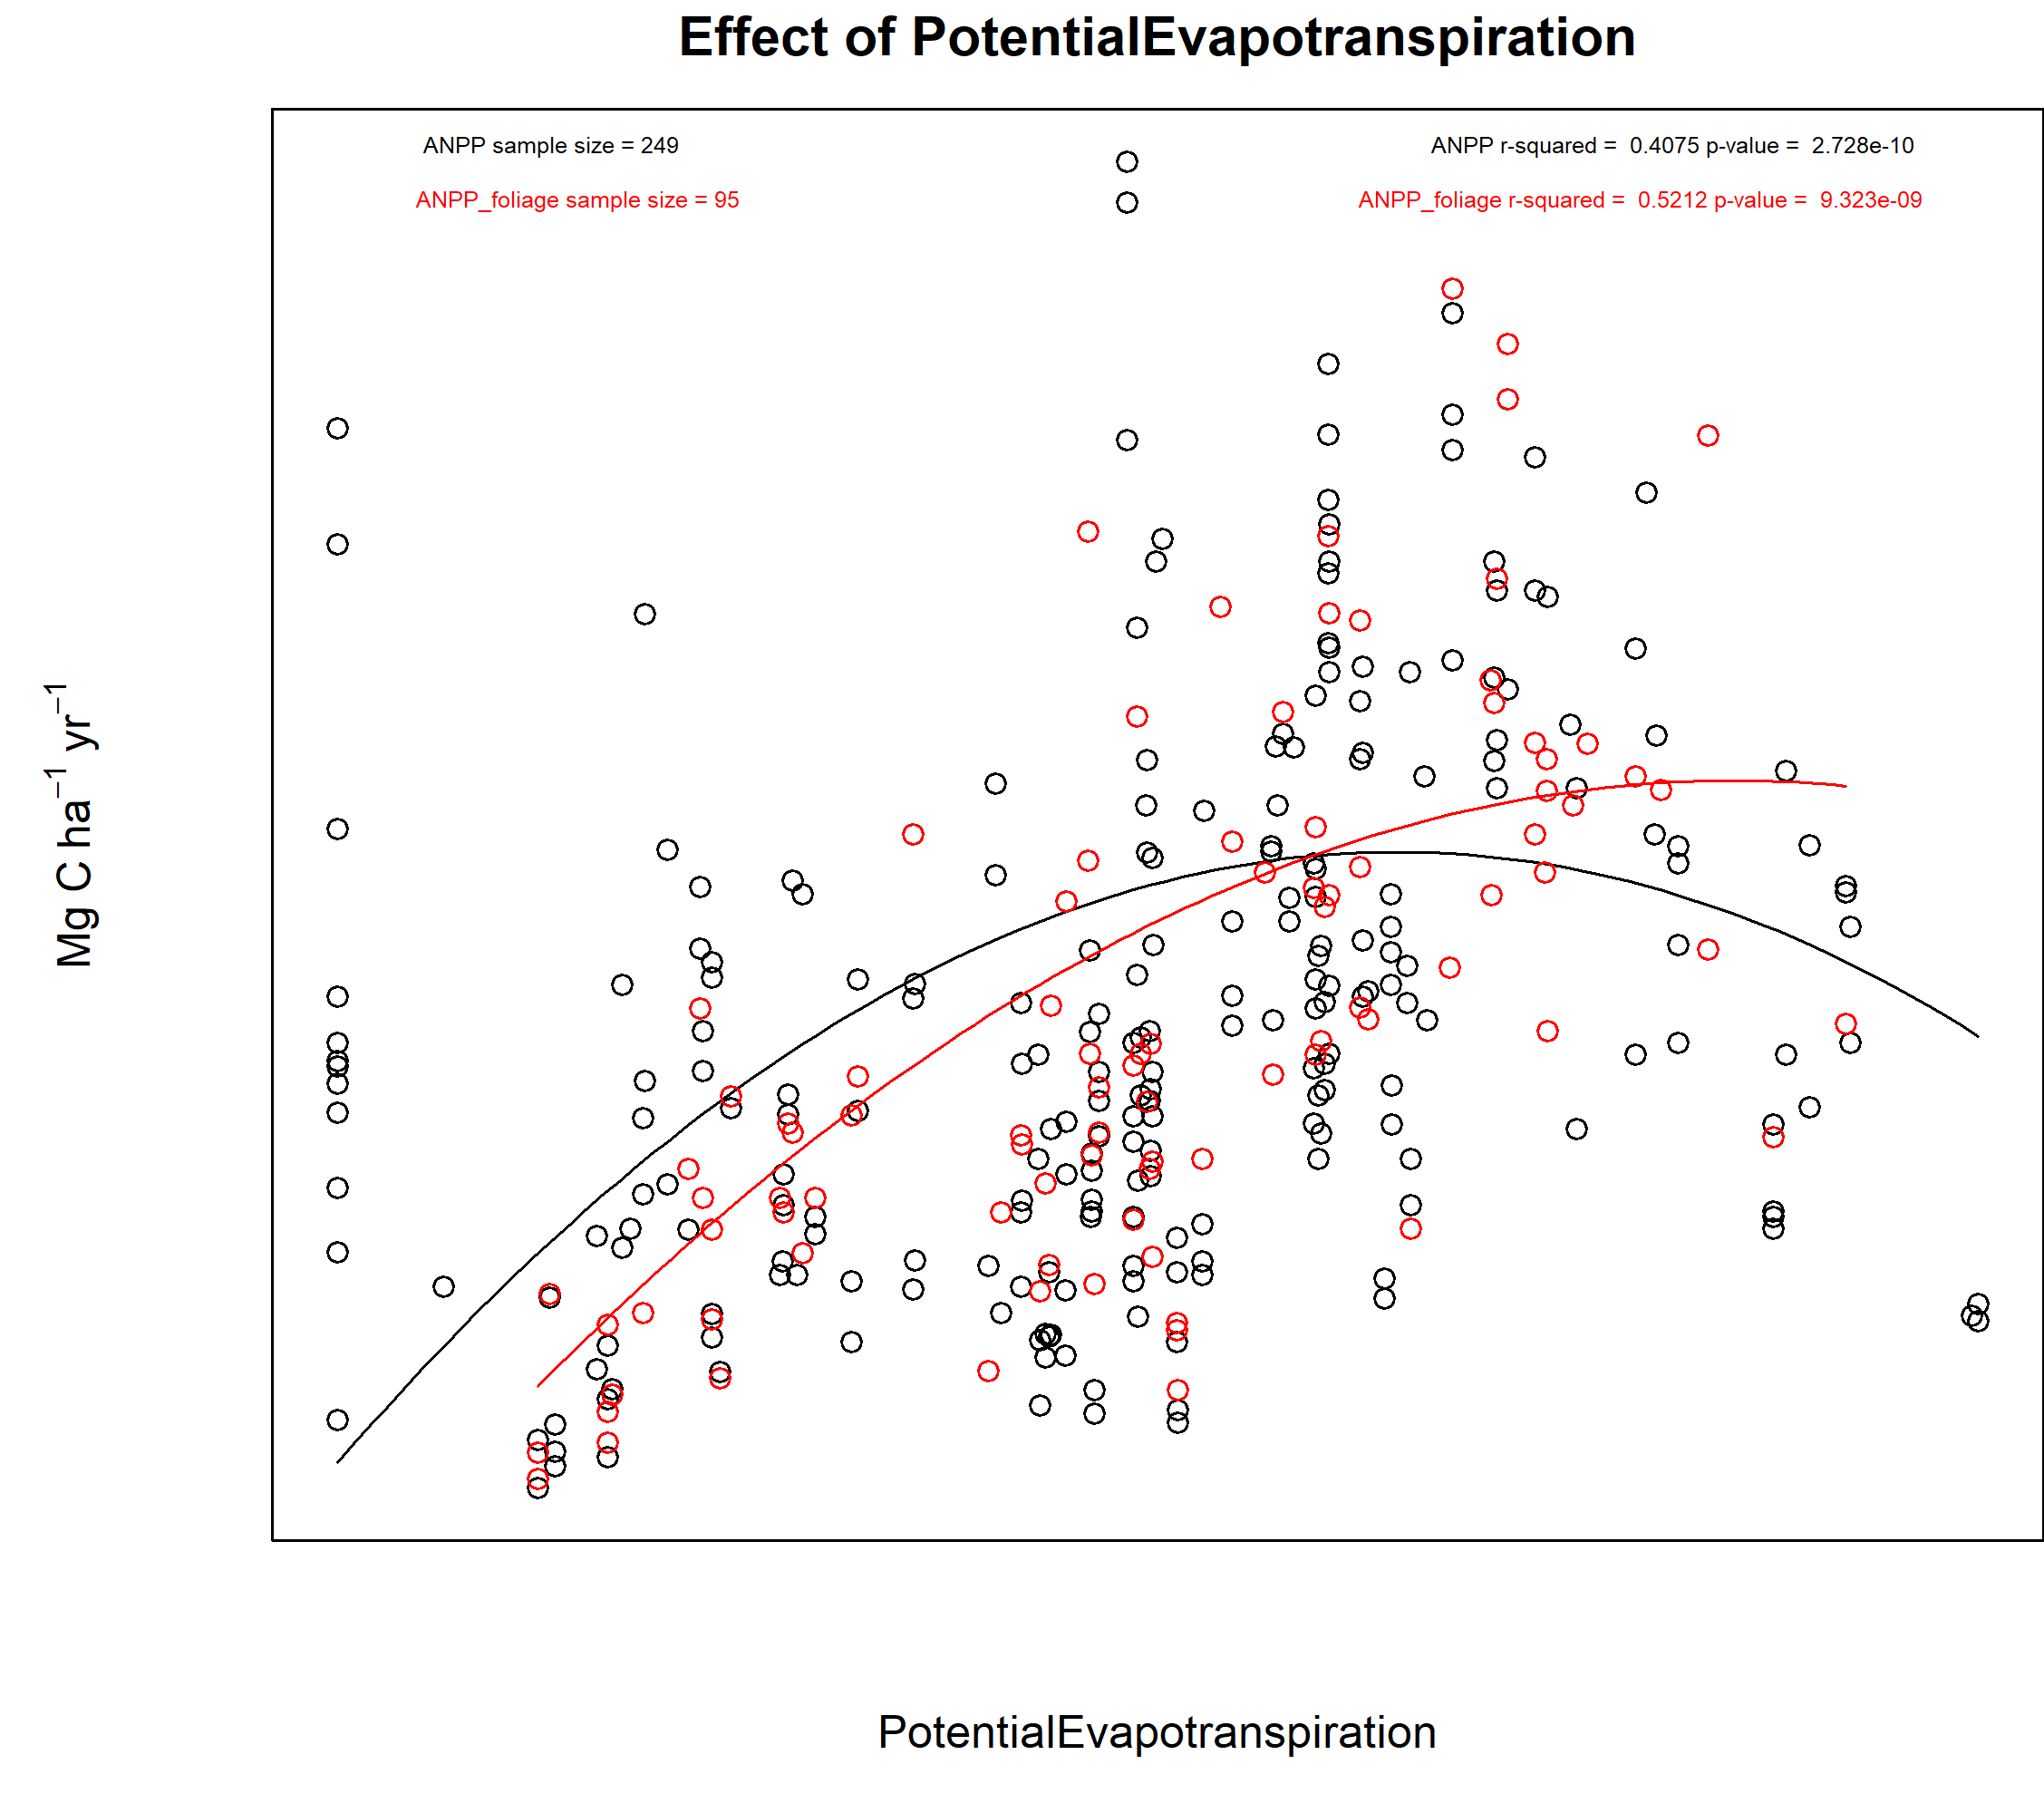 Effect of PotentialEvapotranspiration
ANPP sample size = 249
ANPP r-squared = 0.4075 p-value = 2.728e-10
ANPP_foliage sample size = 95
ANPP_foliage r-squared = 0.5212 p-value = 9.323e-09
Mg C ha⁻¹ yr⁻¹
PotentialEvapotranspiration